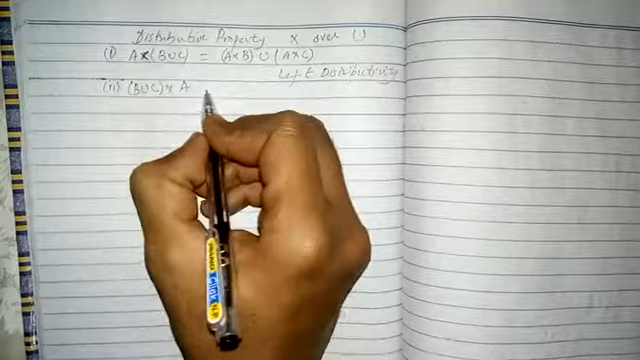 Distributive Property × over ∪
(i) A×(B∪C) = (A×B) ∪ (A×C)
Left Distributivity
(ii) (B∪C)×A